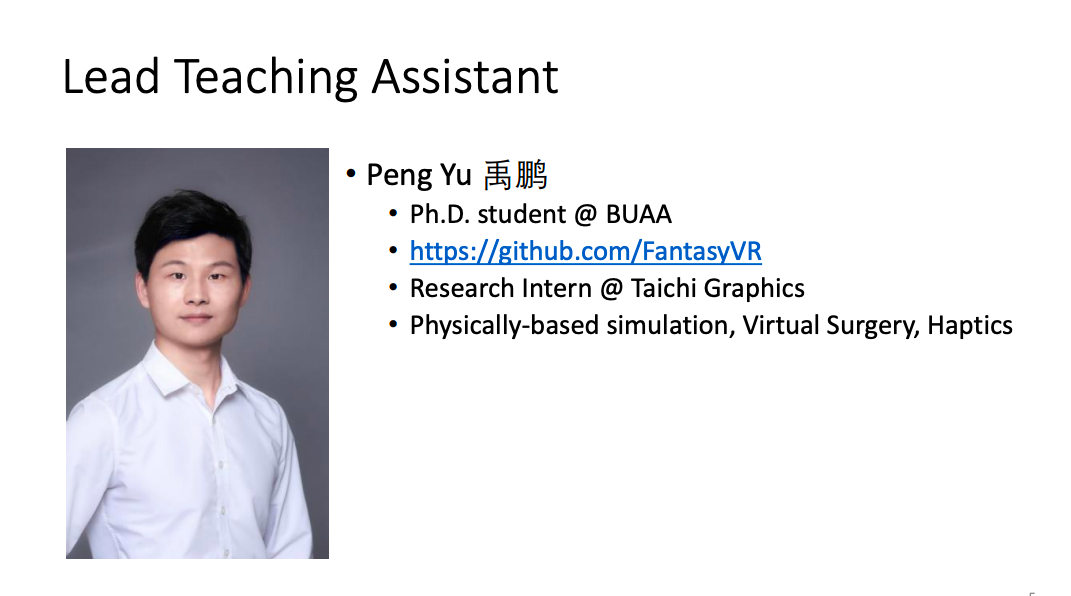 Lead Teaching Assistant
• Peng Yu 禹鹏
• Ph.D. student @ BUAA
• https://github.com/FantasyVR
• Research Intern @ Taichi Graphics
• Physically-based simulation, Virtual Surgery, Haptics